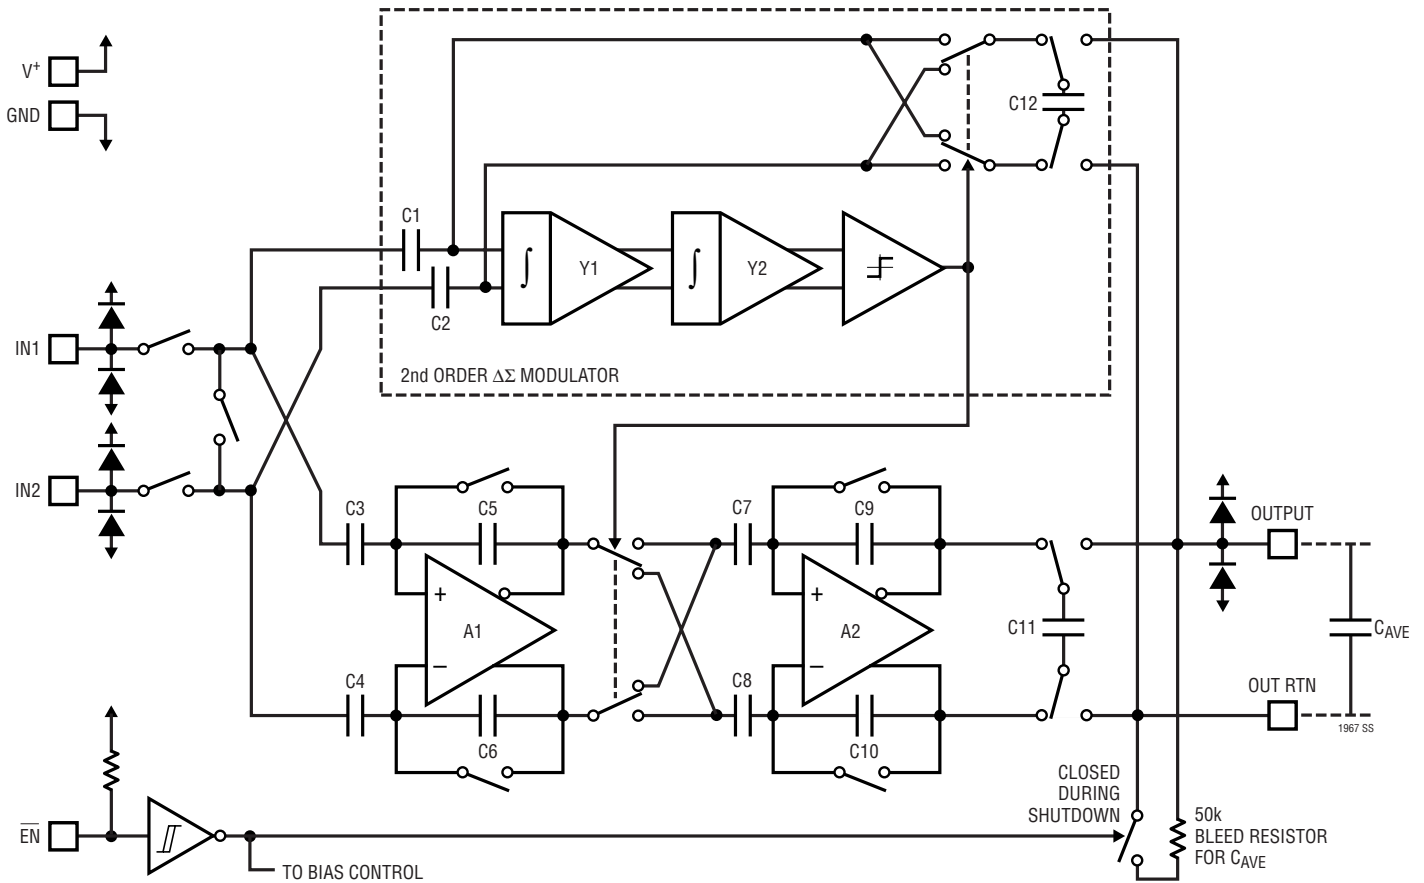 V+
GND
C12
C1
Y1
Y2
C2
2nd ORDER ΔΣ MODULATOR
IN1
IN2
C3
C5
C7
C9
OUTPUT
+
A1
−
+
A2
−
C11
CAVE
C4
C6
C8
C10
OUT RTN
1967 SS
CLOSED
DURING
SHUTDOWN
50k
BLEED RESISTOR
FOR CAVE
E̅N̅
TO BIAS CONTROL